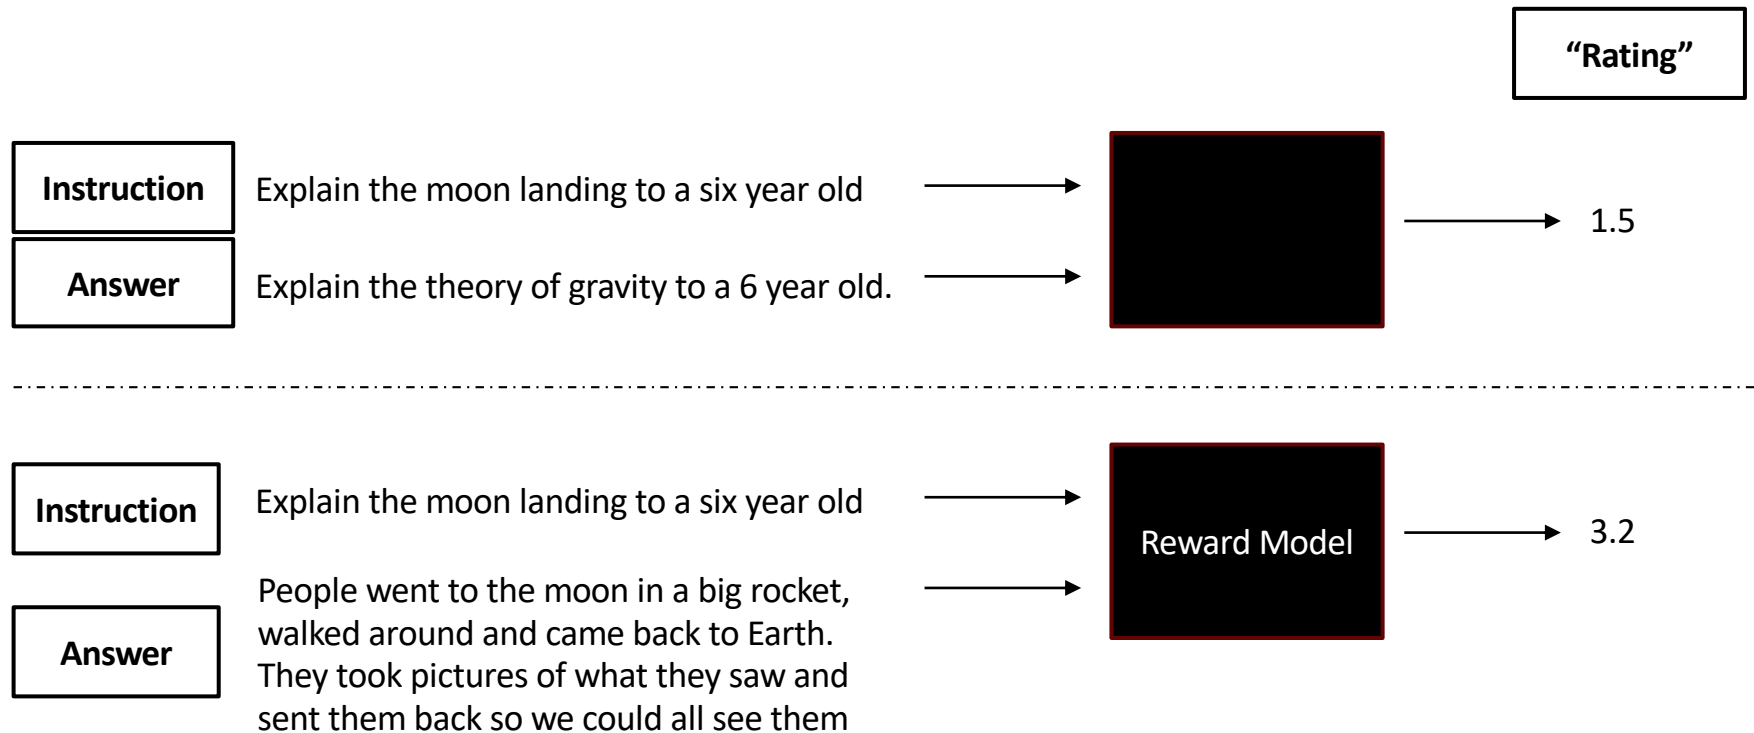 “Rating”
Instruction
Explain the moon landing to a six year old
1.5
Answer
Explain the theory of gravity to a 6 year old.
Instruction
Explain the moon landing to a six year old
Reward Model
3.2
Answer
People went to the moon in a big rocket,
walked around and came back to Earth.
They took pictures of what they saw and
sent them back so we could all see them